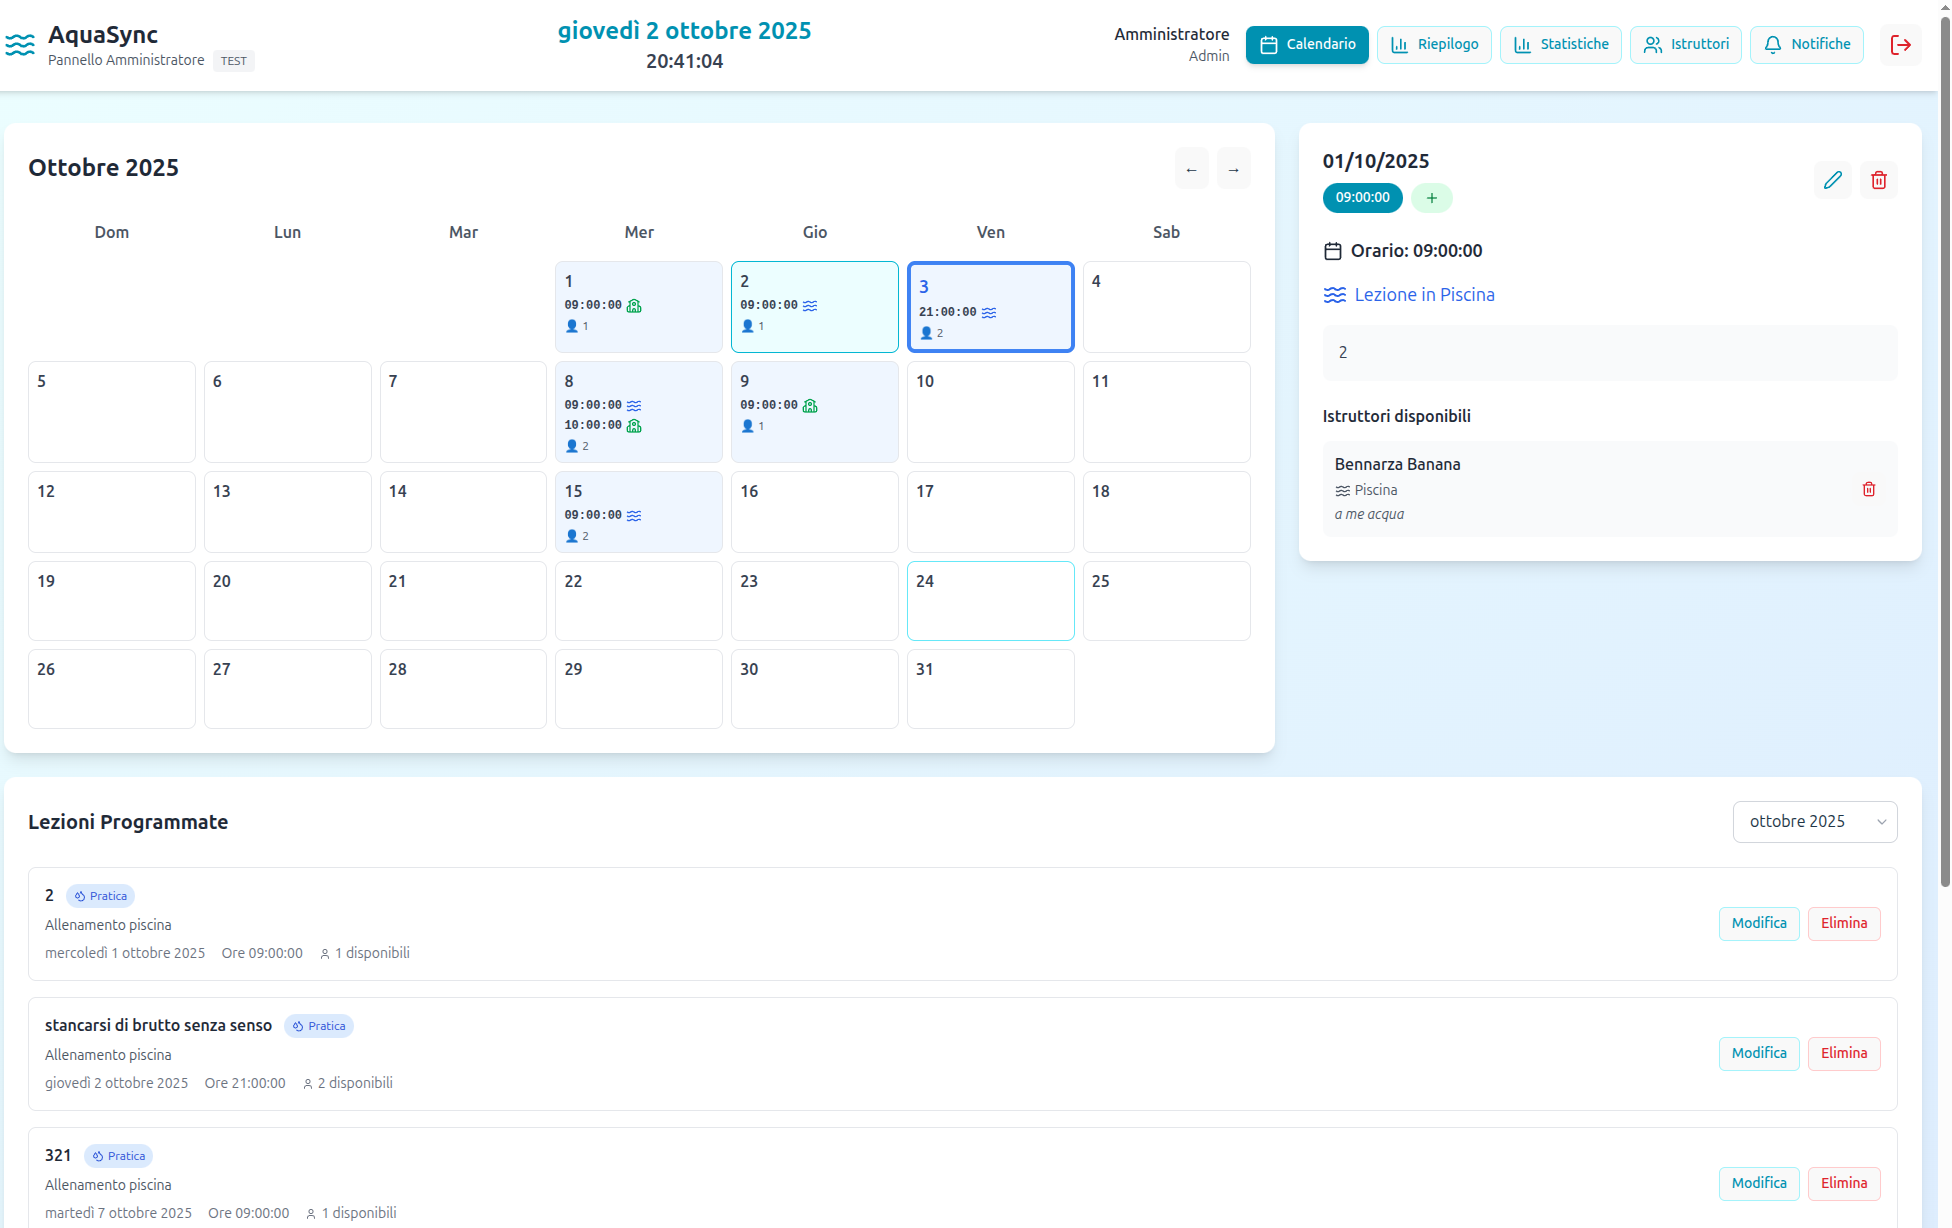 AquaSync
Pannello Amministratore TEST
giovedì 2 ottobre 2025
20:41:04
Amministratore
Admin
Calendario
Riepilogo
Statistiche
Istruttori
Notifiche
Ottobre 2025
← →
Dom Lun Mar Mer Gio Ven Sab
1
09:00:00
1
2
09:00:00
1
3
21:00:00
2
4
5
6
7
8
09:00:00
10:00:00
2
9
09:00:00
1
10
11
12
13
14
15
09:00:00
2
16
17
18
19
20
21
22
23
24
25
26
27
28
29
30
31
01/10/2025
09:00:00 +
Orario: 09:00:00
Lezione in Piscina
2
Istruttori disponibili
Bennarza Banana
Piscina
a me acqua
Lezioni Programmate
ottobre 2025
2 Pratica
Allenamento piscina
mercoledì 1 ottobre 2025 Ore 09:00:00 1 disponibili
Modifica Elimina
stancarsi di brutto senza senso Pratica
Allenamento piscina
giovedì 2 ottobre 2025 Ore 21:00:00 2 disponibili
Modifica Elimina
321 Pratica
Allenamento piscina
martedì 7 ottobre 2025 Ore 09:00:00 1 disponibili
Modifica Elimina